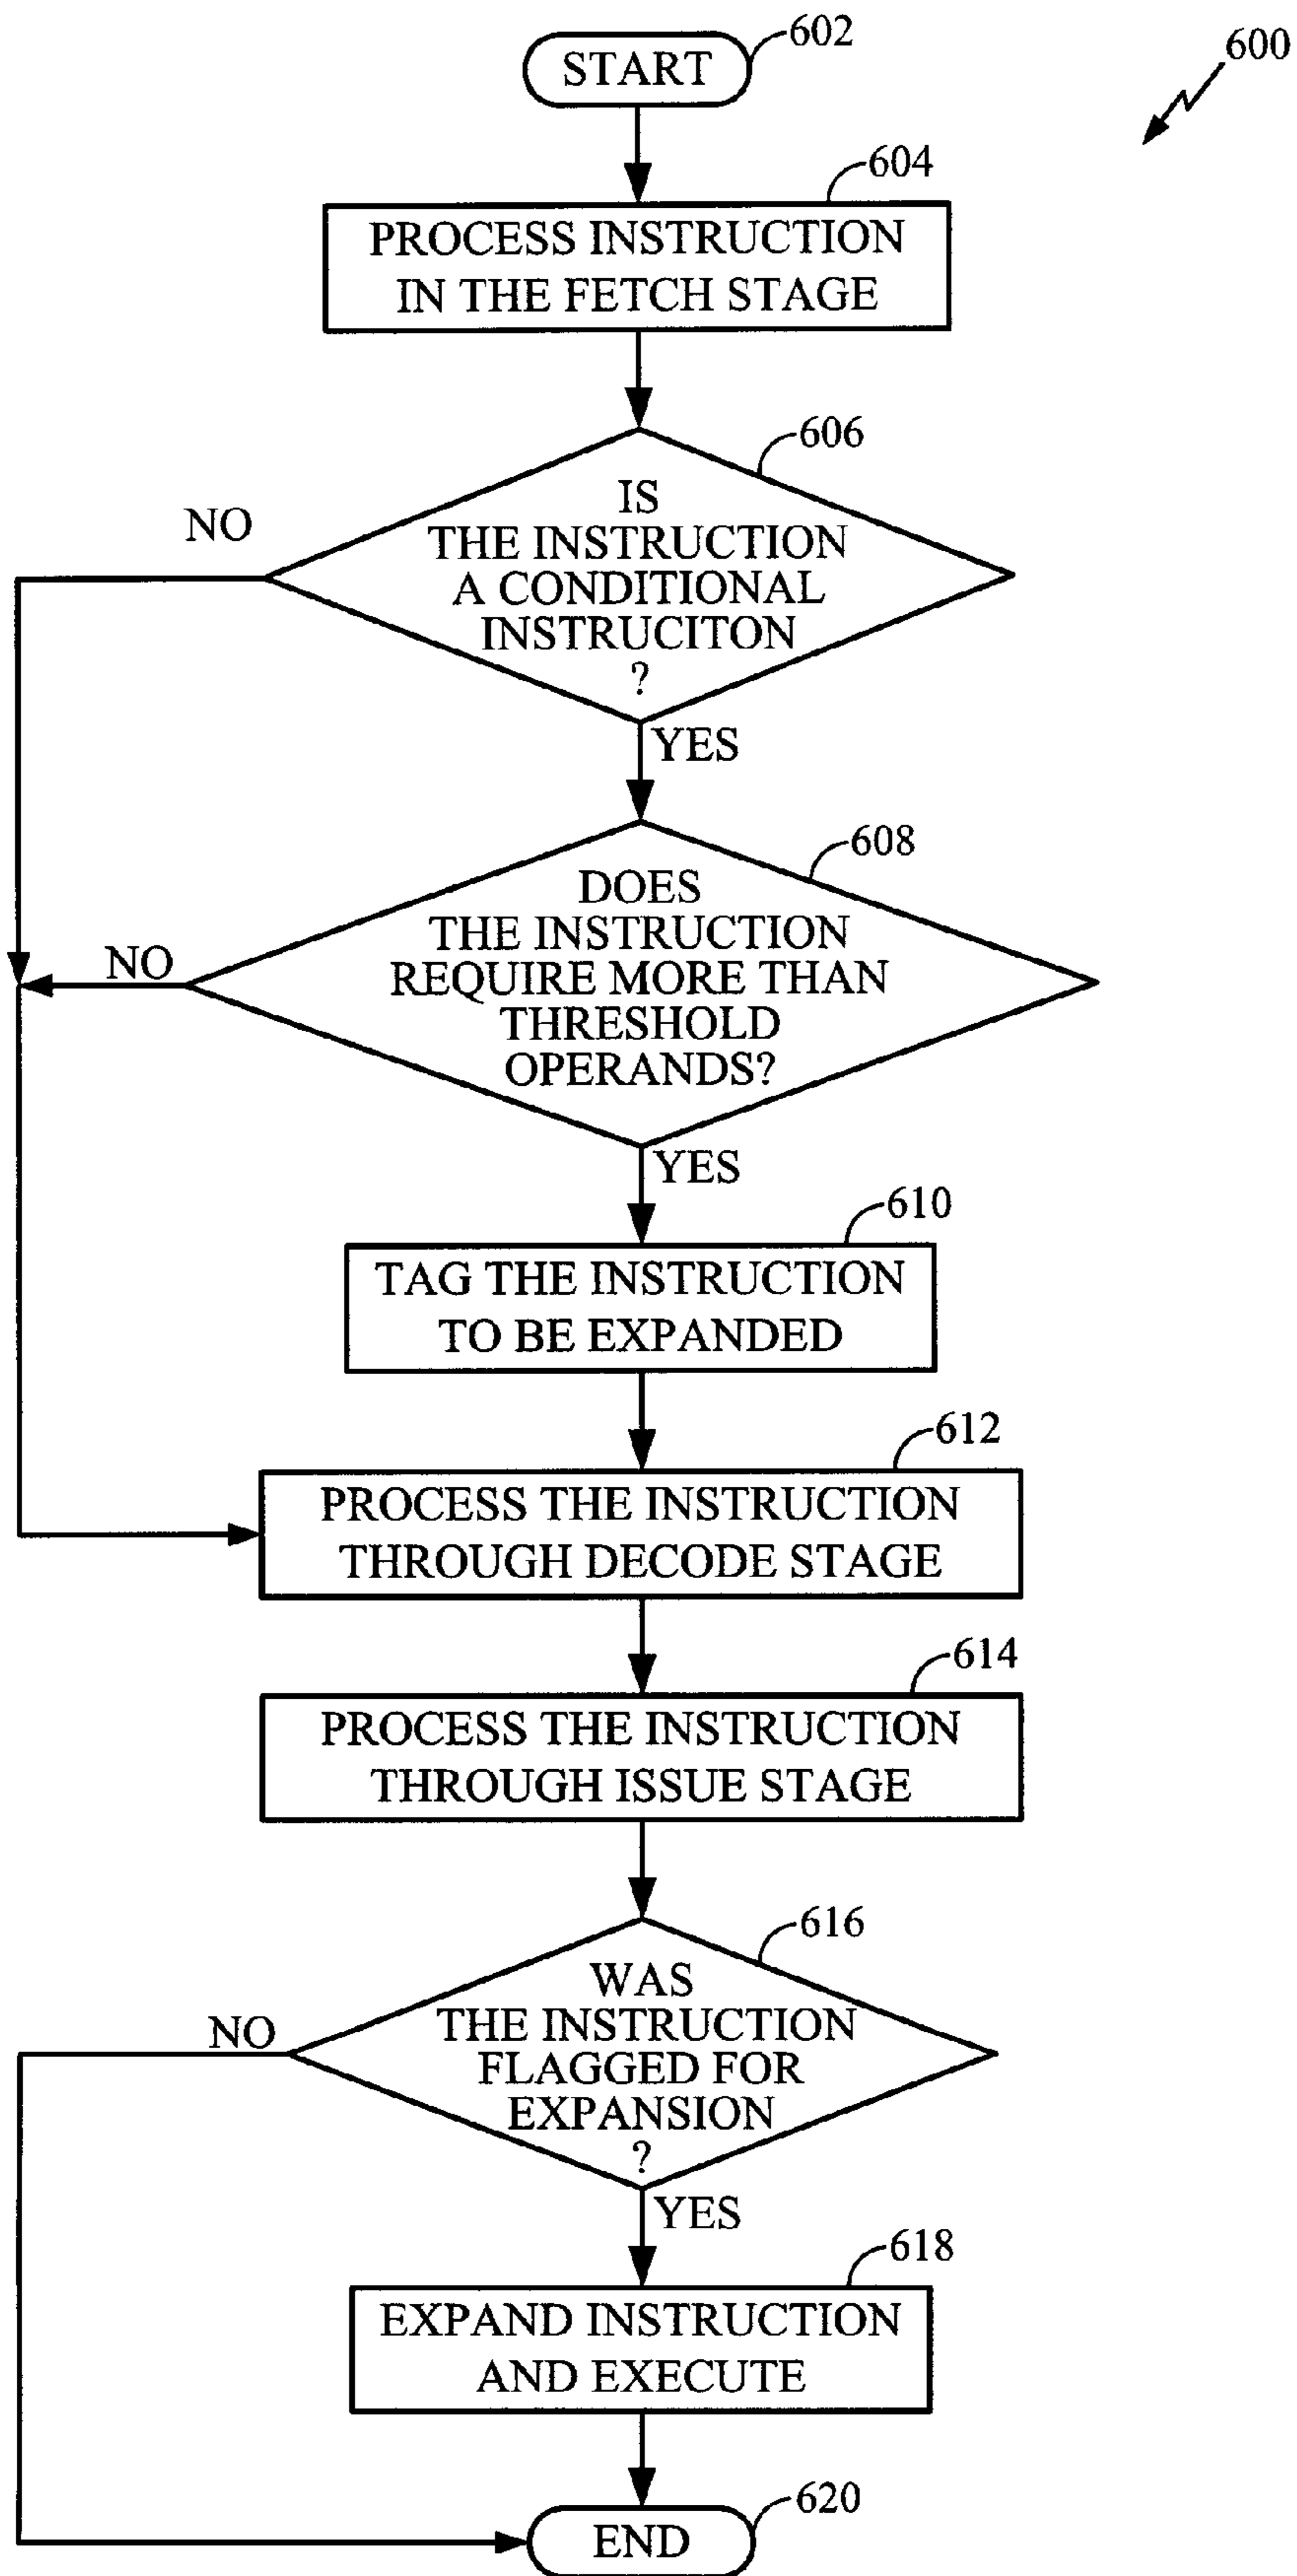 START
602
600
604
PROCESS INSTRUCTION
IN THE FETCH STAGE
606
IS
THE INSTRUCTION
A CONDITIONAL
INSTRUCITON
?
NO
YES
608
DOES
THE INSTRUCTION
REQUIRE MORE THAN
THRESHOLD
OPERANDS?
NO
YES
610
TAG THE INSTRUCTION
TO BE EXPANDED
612
PROCESS THE INSTRUCTION
THROUGH DECODE STAGE
614
PROCESS THE INSTRUCTION
THROUGH ISSUE STAGE
616
WAS
THE INSTRUCTION
FLAGGED FOR
EXPANSION
?
NO
YES
618
EXPAND INSTRUCTION
AND EXECUTE
620
END